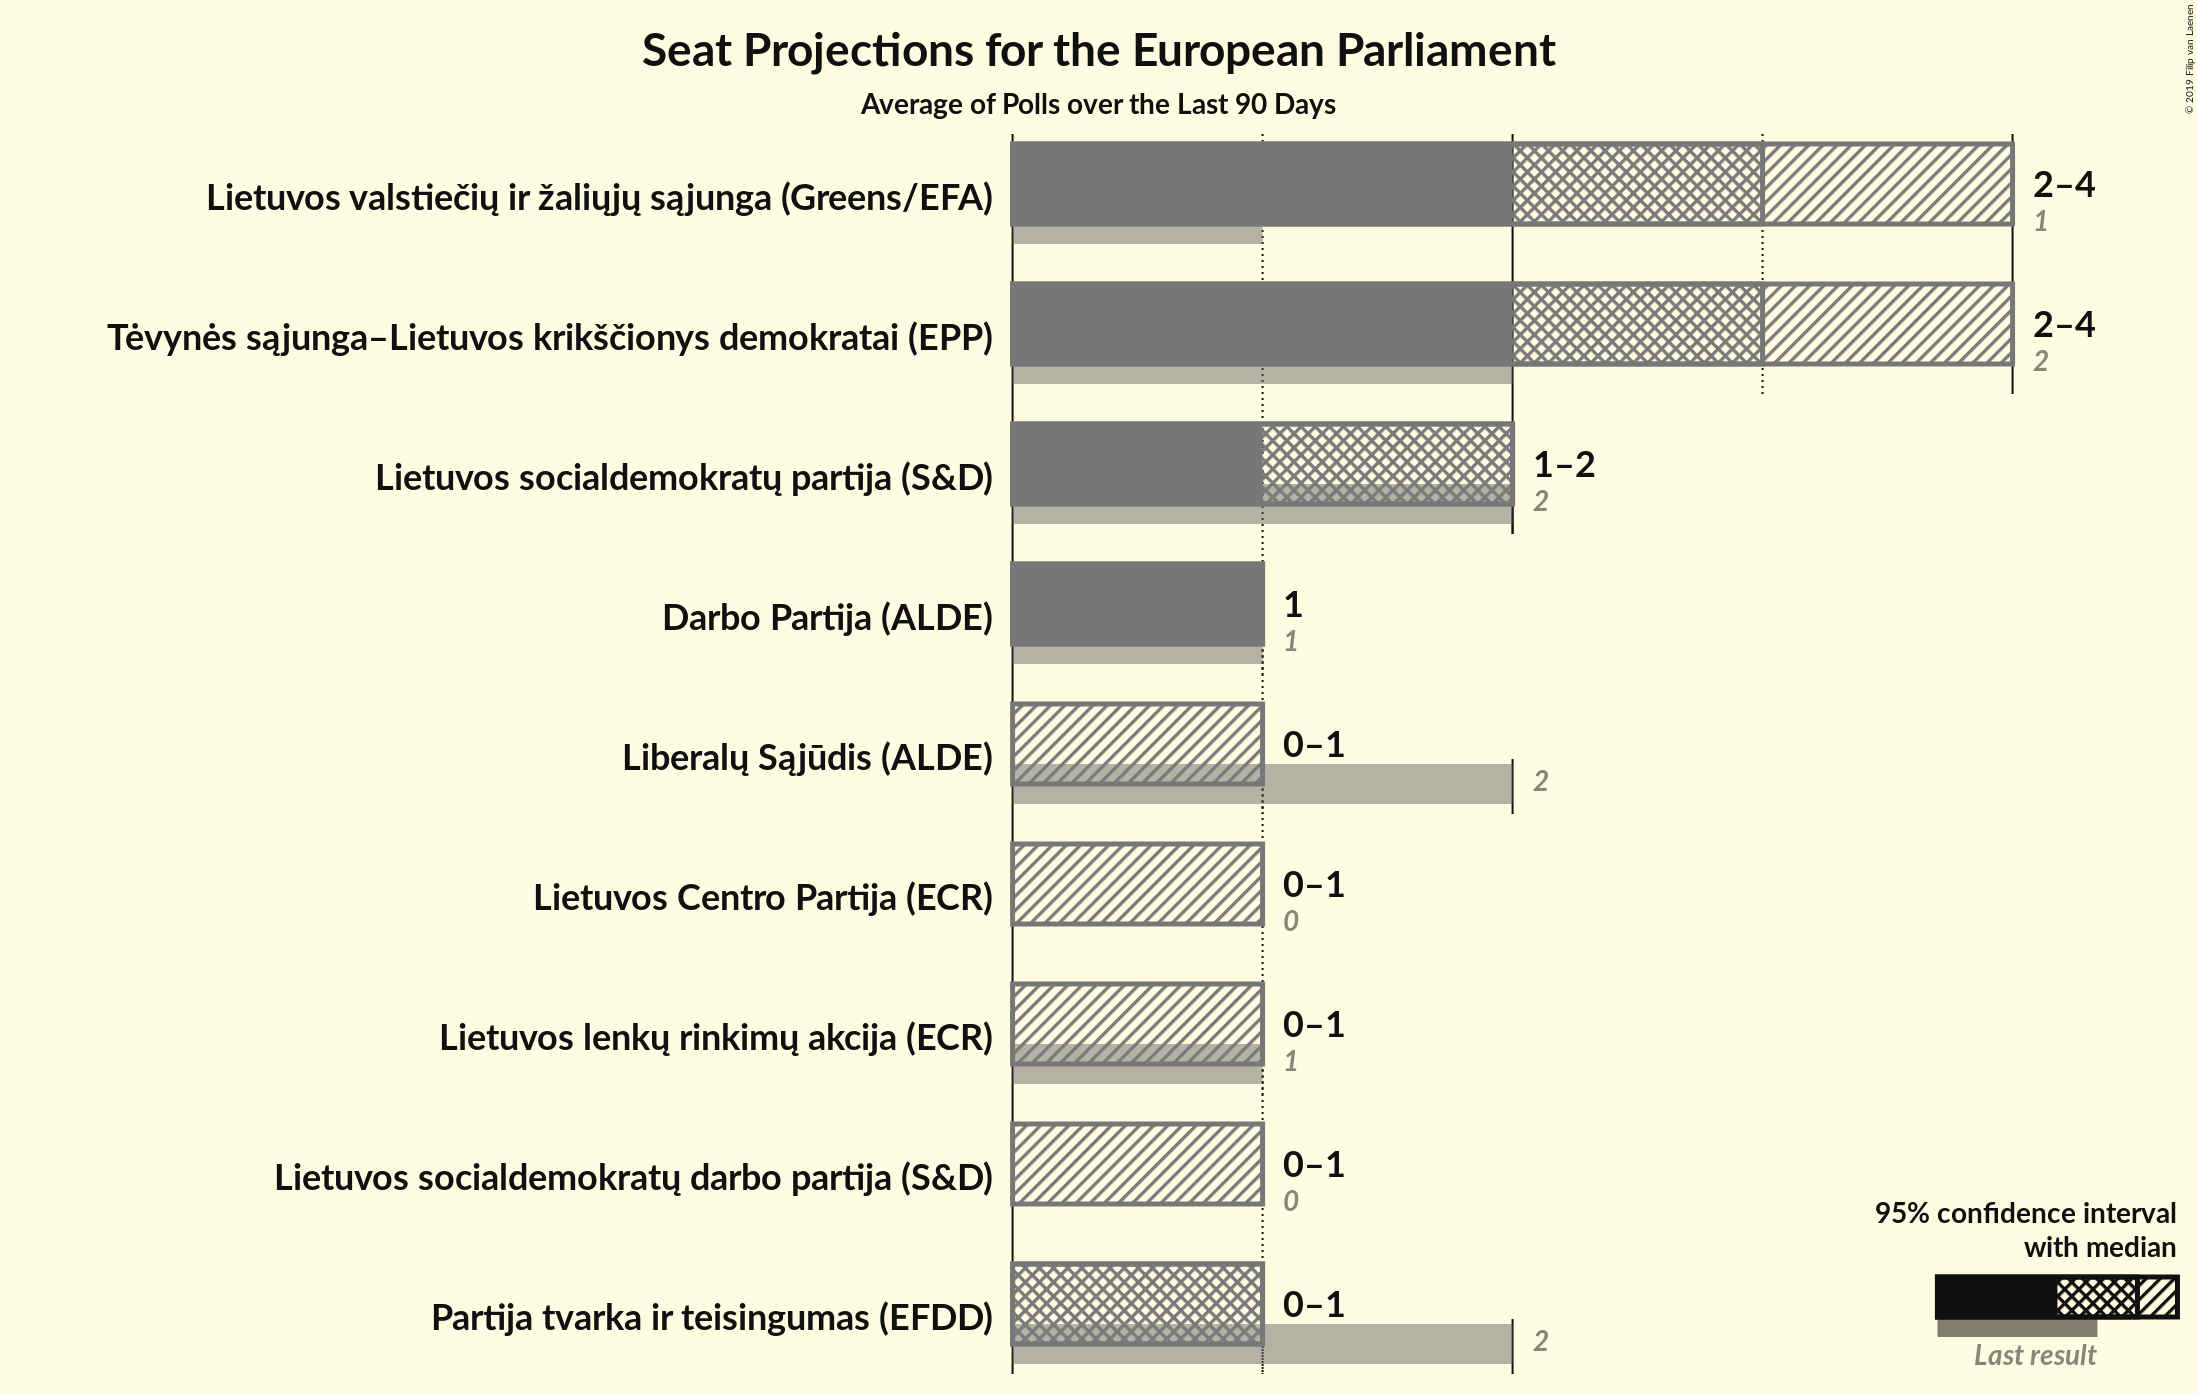 Seat Projections for the European Parliament
Average of Polls over the Last 90 Days
© 2019 Filip van Laenen
Lietuvos valstiečių ir žaliųjų sąjunga (Greens/EFA)
2–4
1
Tėvynės sąjunga–Lietuvos krikščionys demokratai (EPP)
2–4
2
Lietuvos socialdemokratų partija (S&D)
1–2
2
Darbo Partija (ALDE)
1
1
Liberalų Sąjūdis (ALDE)
0–1
2
Lietuvos Centro Partija (ECR)
0–1
0
Lietuvos lenkų rinkimų akcija (ECR)
0–1
1
Lietuvos socialdemokratų darbo partija (S&D)
0–1
0
Partija tvarka ir teisingumas (EFDD)
0–1
2
95% confidence interval
with median
Last result